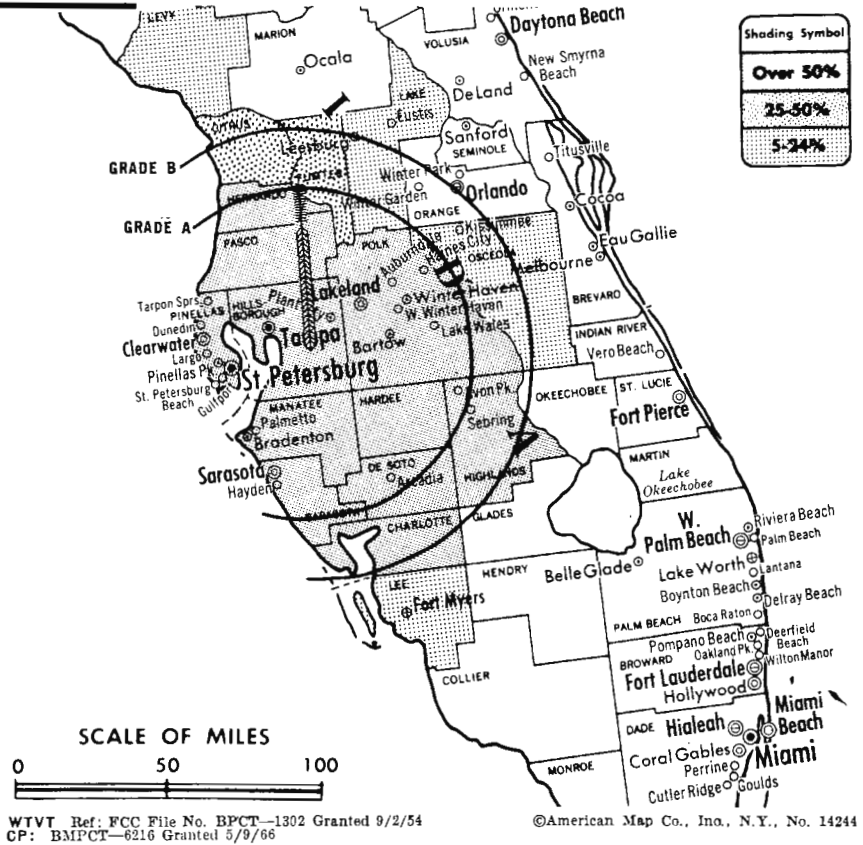 LEVY
MARION
VOLUSIA
Daytona Beach
Ocala
New Smyrna
Beach
LAKE
DeLand
Eustis
CITRUS
Leesburg
Sanford
SEMINOLE
Titusville
GRADE B
SUMTER
Winter Park
HERNANDO
Winter Garden
Orlando
Cocoa
GRADE A
ORANGE
Kissimmee
PASCO
POLK
Auburndale
Haines City
OSCEOLA
Eau Gallie
Melbourne
Lakeland
Winter Haven
W. Winter Haven
BREVARD
Tarpon Sprs.
PINELLAS
HILLS-
BOROUGH
Plant
Dunedin
Tampa
Lake Wales
INDIAN RIVER
Clearwater
Bartow
Vero Beach
Largo
Pinellas Pk.
St. Petersburg
St. Petersburg
Beach
Gulfport
MANATEE
HARDEE
Avon Pk.
OKEECHOBEE
ST. LUCIE
Palmetto
Sebring
Fort Pierce
Bradenton
DE SOTO
MARTIN
Sarasota
Arcadia
HIGHLANDS
Lake
Okeechobee
Hayden
SARASOTA
CHARLOTTE
GLADES
W.
Palm Beach
Riviera Beach
Palm Beach
LEE
HENDRY
Belle Glade
Lake Worth
Lantana
Fort Myers
Boynton Beach
Delray Beach
PALM BEACH
Boca Raton
Pompano Beach
Deerfield
Beach
BROWARD
Oakland Pk.
Wilton Manor
COLLIER
Fort Lauderdale
Hollywood
Miami
Beach
DADE
Hialeah
MONROE
Coral Gables
Miami
Perrine
Cutler Ridge
Goulds
Shading Symbol
Over 50%
25-50%
5-24%
SCALE OF MILES
0 50 100
WTVT Ref: FCC File No. BPCT—1302 Granted 9/2/54
CP: BMPCT—6216 Granted 5/9/66
©American Map Co., Inc., N.Y., No. 14244